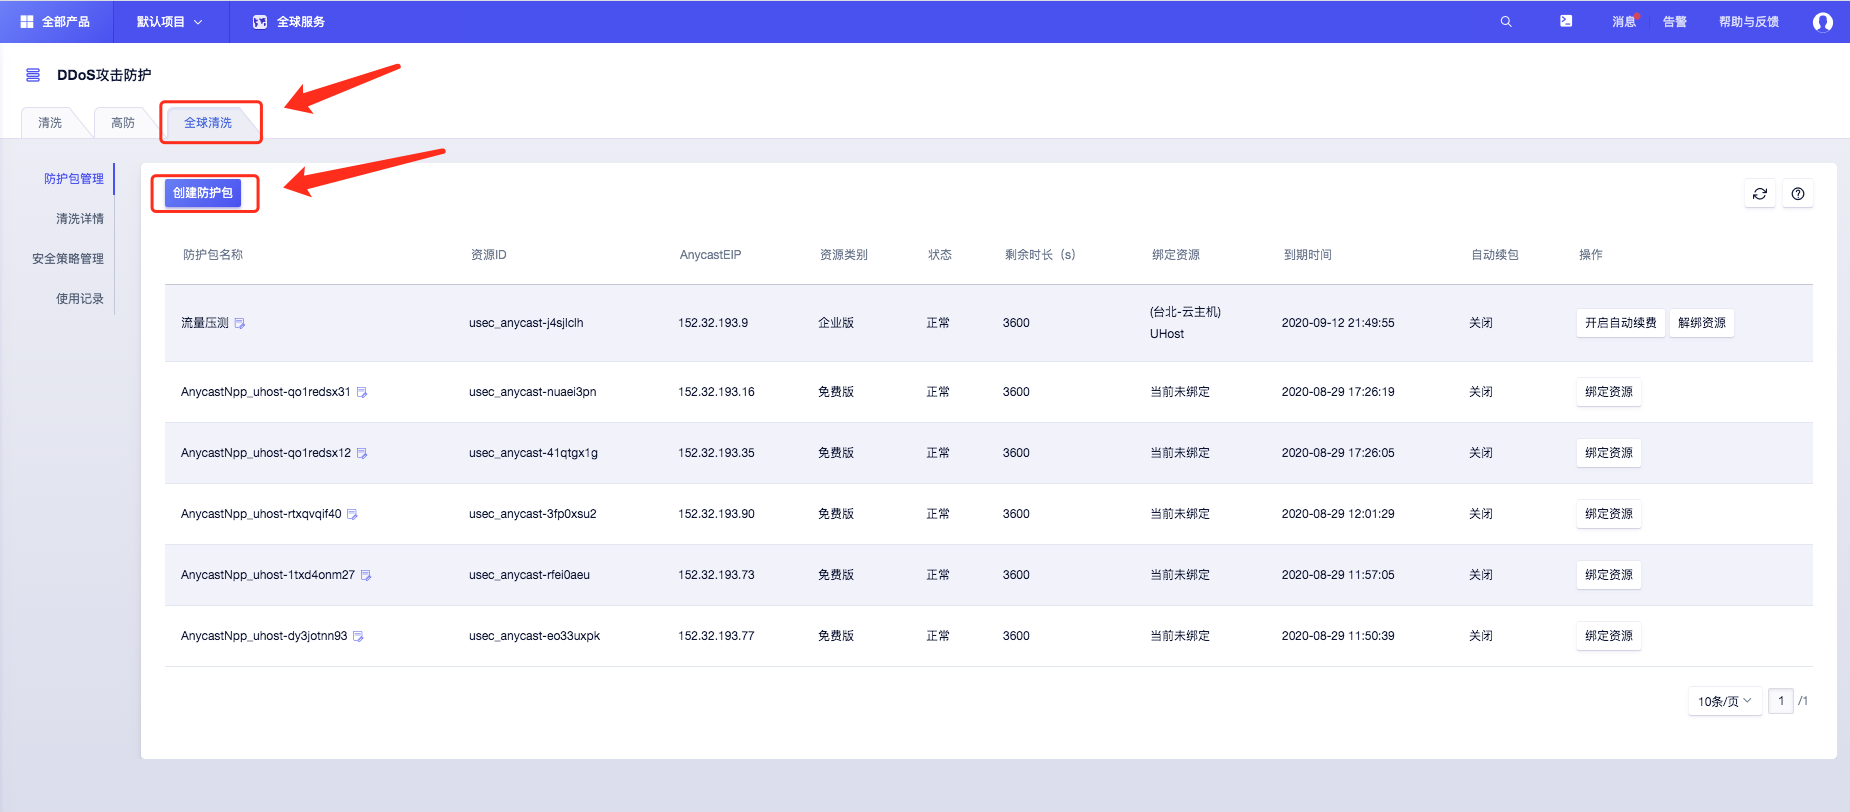 全部产品 默认项目 全球服务 消息 告警 帮助与反馈
DDoS攻击防护
清洗 高防 全球清洗
防护包管理
清洗详情
安全策略管理
使用记录
创建防护包
防护包名称 资源ID AnycastEIP 资源类别 状态 剩余时长（s） 绑定资源 到期时间 自动续包 操作
流量压测 usec_anycast-j4sjlclh 152.32.193.9 企业版 正常 3600 (台北-云主机) UHost 2020-09-12 21:49:55 关闭 开启自动续费 解绑资源
AnycastNpp_uhost-qo1redsx31 usec_anycast-nuaei3pn 152.32.193.16 免费版 正常 3600 当前未绑定 2020-08-29 17:26:19 关闭 绑定资源
AnycastNpp_uhost-qo1redsx12 usec_anycast-41qtgx1g 152.32.193.35 免费版 正常 3600 当前未绑定 2020-08-29 17:26:05 关闭 绑定资源
AnycastNpp_uhost-rtxqvqif40 usec_anycast-3fp0xsu2 152.32.193.90 免费版 正常 3600 当前未绑定 2020-08-29 12:01:29 关闭 绑定资源
AnycastNpp_uhost-1txd4onm27 usec_anycast-rfei0aeu 152.32.193.73 免费版 正常 3600 当前未绑定 2020-08-29 11:57:05 关闭 绑定资源
AnycastNpp_uhost-dy3jotnn93 usec_anycast-eo33uxpk 152.32.193.77 免费版 正常 3600 当前未绑定 2020-08-29 11:50:39 关闭 绑定资源
10条/页 1 /1